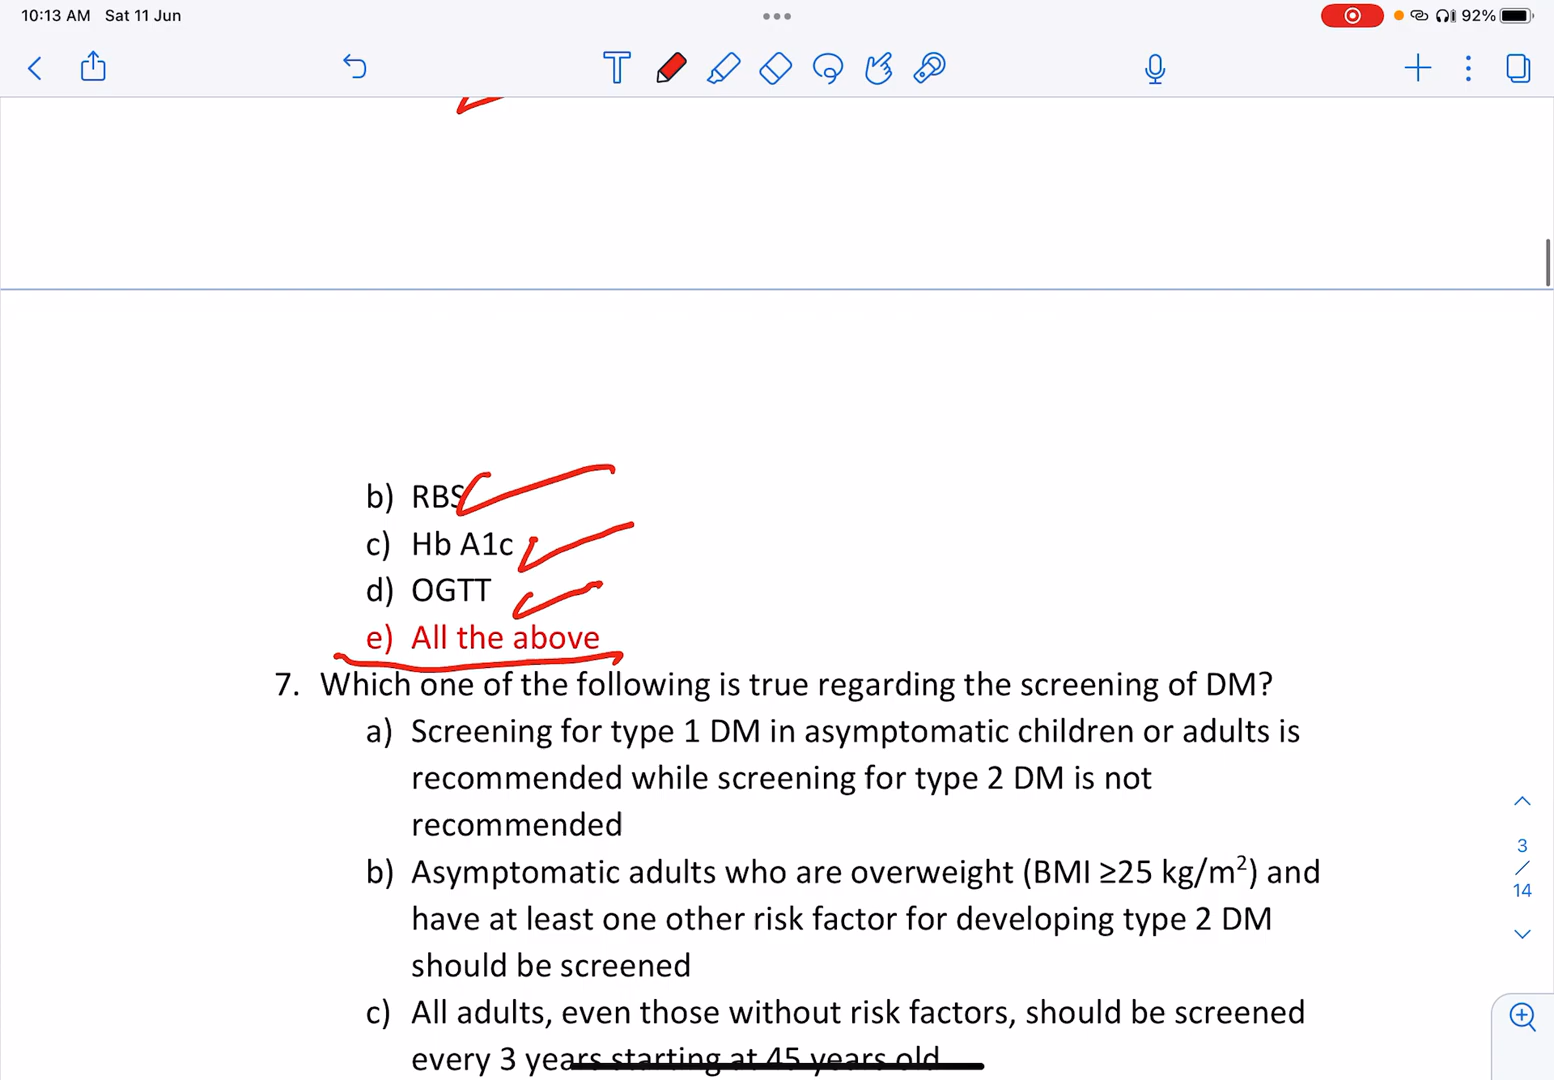 10:13 AM Sat 11 Jun
92%
T
b) RBS
c) Hb A1c
d) OGTT
e) All the above
7. Which one of the following is true regarding the screening of DM?
a) Screening for type 1 DM in asymptomatic children or adults is
recommended while screening for type 2 DM is not
recommended
b) Asymptomatic adults who are overweight (BMI ≥25 kg/m²) and
have at least one other risk factor for developing type 2 DM
should be screened
c) All adults, even those without risk factors, should be screened
every 3 years starting at 45 years old
3
/
14